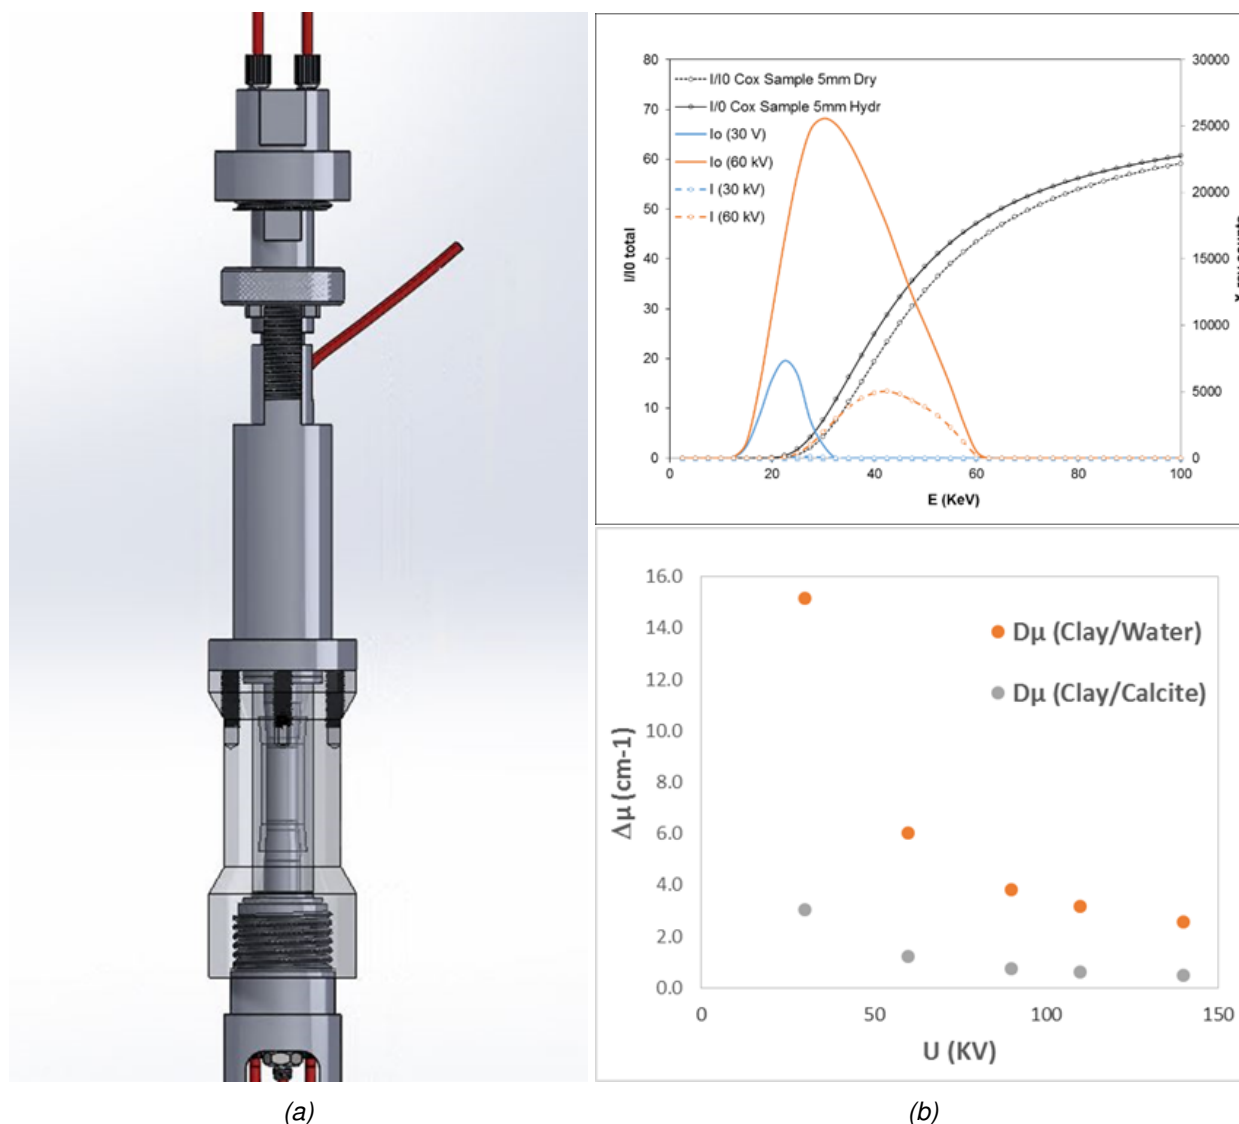 80
70
60
50
40
30
20
10
0
I/I0 total
I/I0 Cox Sample 5mm Dry
I/0 Cox Sample 5mm Hydr
Io (30 V)
Io (60 kV)
I (30 kV)
I (60 kV)
30000
25000
20000
15000
10000
5000
0
0
20
40
60
80
100
E (KeV)
16.0
14.0
12.0
10.0
8.0
6.0
4.0
2.0
0.0
Δμ (cm-1)
Dμ (Clay/Water)
Dμ (Clay/Calcite)
0
50
100
150
U (KV)
(a)
(b)